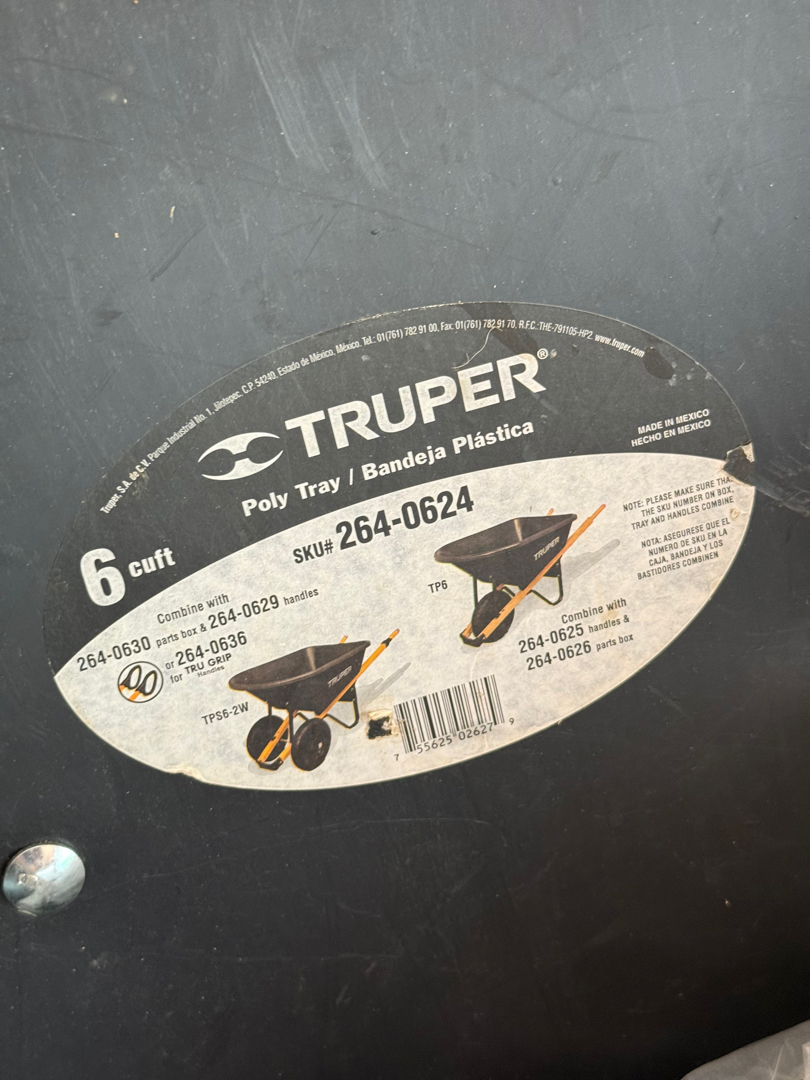 Truper, S.A. de C.V. Parque Industrial No. 1, Jilotepec, C.P. 54240, Estado de México, México. Tel.: 01(761) 782 91 00, Fax: 01(761) 782 91 70, R.F.C.:THE-791105-HP2. www.truper.com
TRUPER®
Poly Tray / Bandeja Plástica
MADE IN MEXICO
HECHO EN MEXICO
6 cuft
SKU# 264-0624
NOTE: PLEASE MAKE SURE
THE SKU NUMBER ON BOX,
TRAY AND HANDLES COMBINE
NOTA: ASEGURESE QUE EL
NUMERO DE SKU EN LA
CAJA, BANDEJA Y LOS
BASTIDORES COMBINEN
Combine with
264-0630 parts box & 264-0629 handles
or 264-0636
for TRU GRIP
Handles
TPS6-2W
TRUPER
TP6
TRUPER
Combine with
264-0625 handles &
264-0626 parts box
7 55625 02627 9